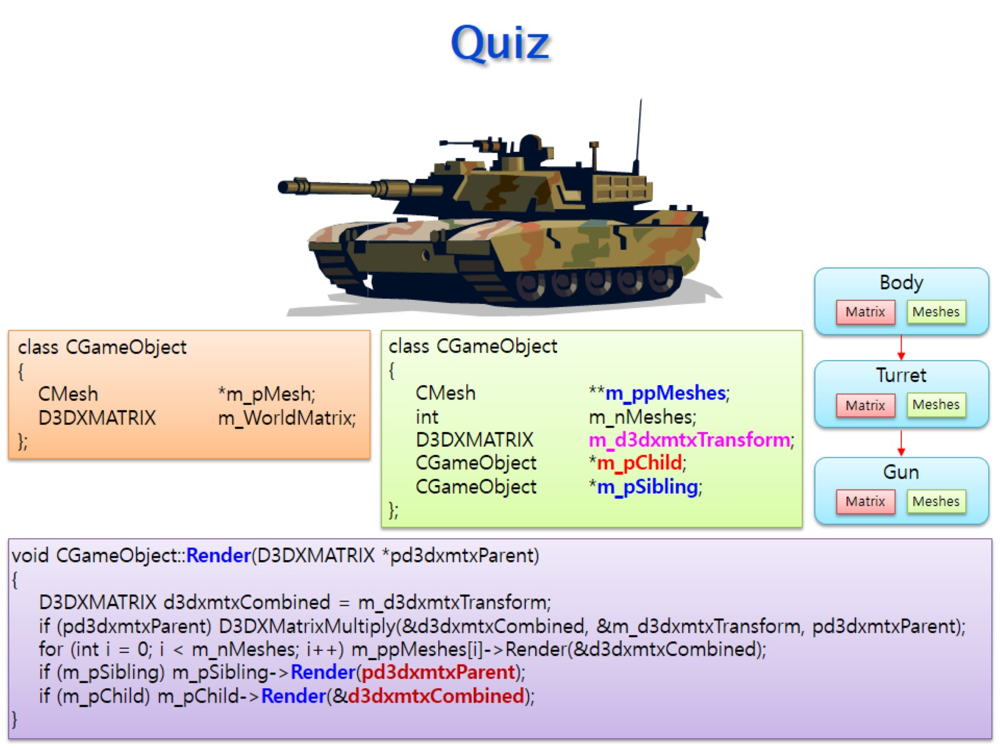 Quiz
class CGameObject
{
CMesh *m_pMesh;
D3DXMATRIX m_WorldMatrix;
};
class CGameObject
{
CMesh **m_ppMeshes;
int m_nMeshes;
D3DXMATRIX m_d3dxmtxTransform;
CGameObject *m_pChild;
CGameObject *m_pSibling;
};
Body
Matrix Meshes
Turret
Matrix Meshes
Gun
Matrix Meshes
void CGameObject::Render(D3DXMATRIX *pd3dxmtxParent)
{
D3DXMATRIX d3dxmtxCombined = m_d3dxmtxTransform;
if (pd3dxmtxParent) D3DXMatrixMultiply(&d3dxmtxCombined, &m_d3dxmtxTransform, pd3dxmtxParent);
for (int i = 0; i < m_nMeshes; i++) m_ppMeshes[i]->Render(&d3dxmtxCombined);
if (m_pSibling) m_pSibling->Render(pd3dxmtxParent);
if (m_pChild) m_pChild->Render(&d3dxmtxCombined);
}